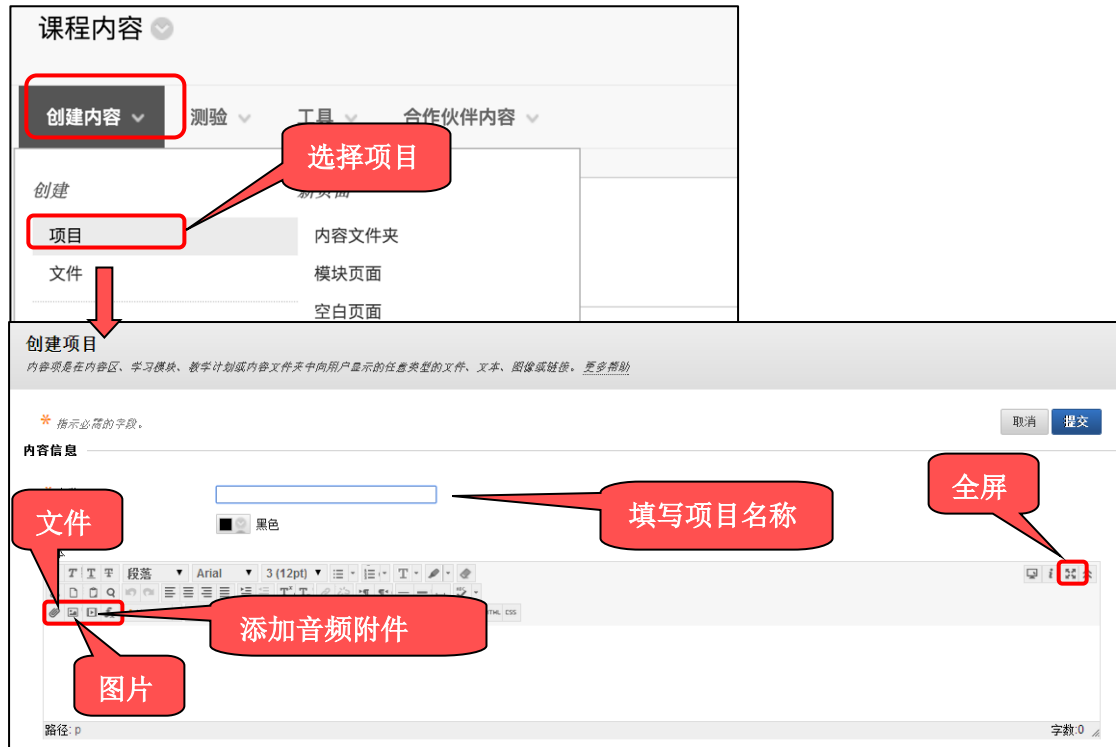 课程内容
创建内容 测验 工具 合作伙伴内容
选择项目
创建 新页面
项目 内容文件夹
文件 模块页面
空白页面
创建项目
内容项是在内容区、学习模块、教学计划或内容文件夹中向用户显示的任意类型的文件、文本、图像或链接。 更多帮助
* 指示必需的字段。 取消 提交
内容信息
全屏
文件
填写项目名称
黑色
T T T 段落 Arial 3 (12pt)
添加音频附件
HTML CSS
图片
路径: p 字数:0